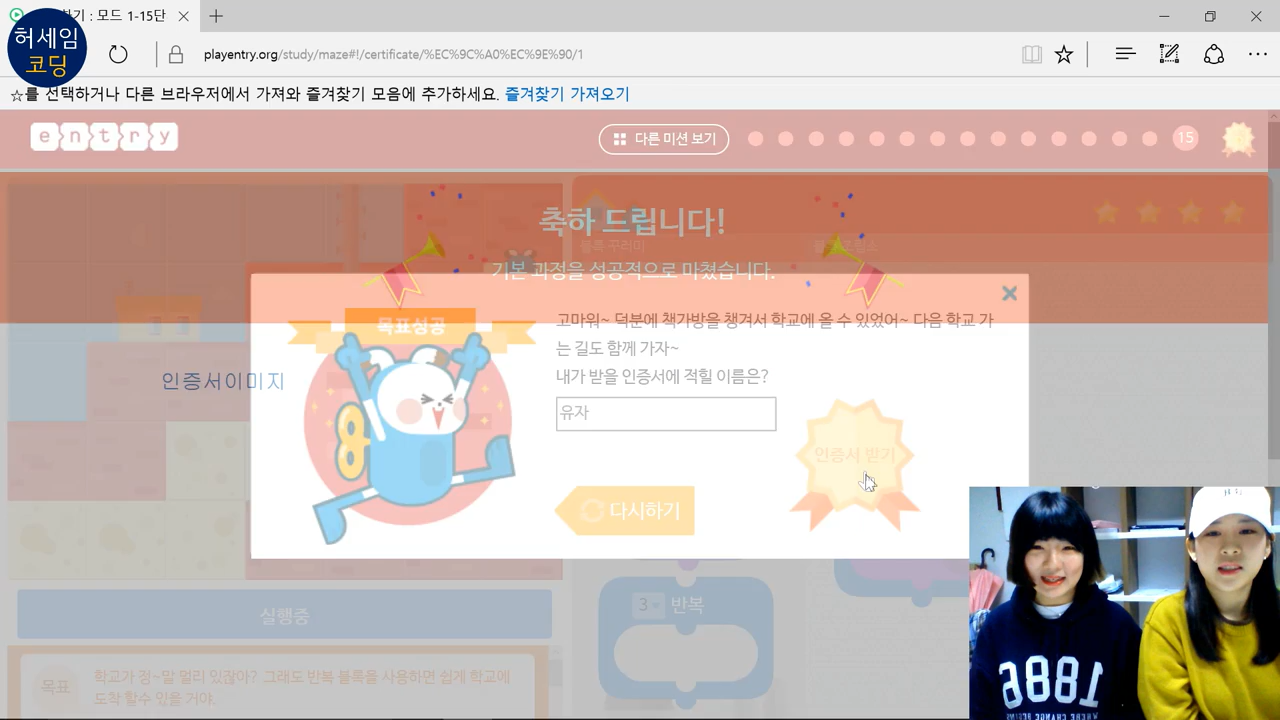 하기 : 모드 1-15단
허세임
코딩
playentry.org/study/maze#!/certificate/%EC%9C%A0%EC%9E%90/1
☆를 선택하거나 다른 브라우저에서 가져와 즐겨찾기 모음에 추가하세요. 즐겨찾기 가져오기
entry
다른 미션 보기
15
축하 드립니다!
블록 꾸러미
기본 과정을 성공적으로 마쳤습니다.
목표성공
고마워~ 덕분에 책가방을 챙겨서 학교에 올 수 있었어~ 다음 학교 가
는 길도 함께 가자~
내가 받을 인증서에 적힐 이름은?
인증서이미지
유자
인증서 받기
다시하기
실행중
3 반복
목표
학교가 정~말 멀리 있잖아? 그래도 반복 블록을 사용하면 쉽게 학교에
도착 할수 있을 거야.
1886